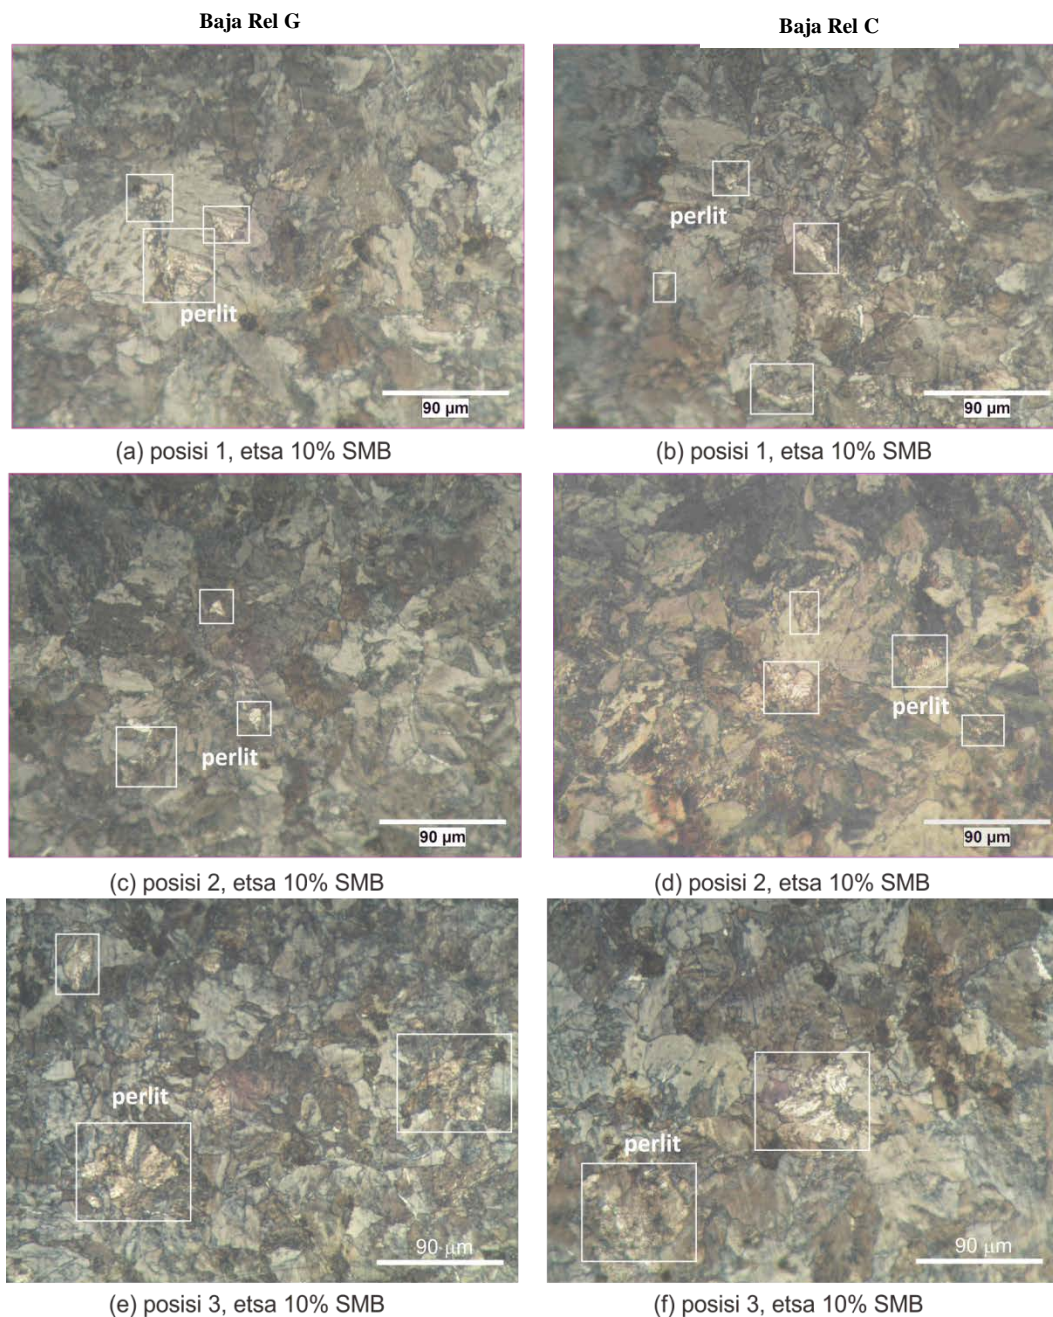 Baja Rel G
Baja Rel C
perlit
90 µm
(a) posisi 1, etsa 10% SMB
perlit
90 µm
(b) posisi 1, etsa 10% SMB
perlit
90 µm
(c) posisi 2, etsa 10% SMB
perlit
90 µm
(d) posisi 2, etsa 10% SMB
perlit
90 µm
(e) posisi 3, etsa 10% SMB
perlit
90 µm
(f) posisi 3, etsa 10% SMB